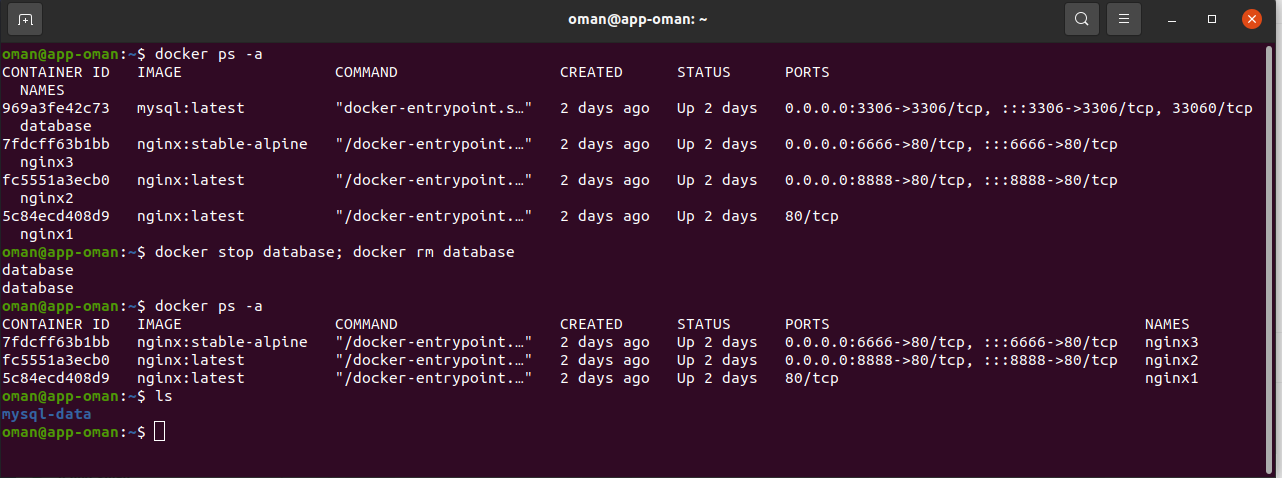 oman@app-oman: ~
oman@app-oman:~$ docker ps -a
CONTAINER ID   IMAGE                 COMMAND                  CREATED      STATUS      PORTS
  NAMES
969a3fe42c73   mysql:latest          "docker-entrypoint.s…"   2 days ago   Up 2 days   0.0.0.0:3306->3306/tcp, :::3306->3306/tcp, 33060/tcp
  database
7fdcff63b1bb   nginx:stable-alpine   "/docker-entrypoint.…"   2 days ago   Up 2 days   0.0.0.0:6666->80/tcp, :::6666->80/tcp
  nginx3
fc5551a3ecb0   nginx:latest          "/docker-entrypoint.…"   2 days ago   Up 2 days   0.0.0.0:8888->80/tcp, :::8888->80/tcp
  nginx2
5c84ecd408d9   nginx:latest          "/docker-entrypoint.…"   2 days ago   Up 2 days   80/tcp
  nginx1
oman@app-oman:~$ docker stop database; docker rm database
database
database
oman@app-oman:~$ docker ps -a
CONTAINER ID   IMAGE                 COMMAND                  CREATED      STATUS      PORTS                                   NAMES
7fdcff63b1bb   nginx:stable-alpine   "/docker-entrypoint.…"   2 days ago   Up 2 days   0.0.0.0:6666->80/tcp, :::6666->80/tcp   nginx3
fc5551a3ecb0   nginx:latest          "/docker-entrypoint.…"   2 days ago   Up 2 days   0.0.0.0:8888->80/tcp, :::8888->80/tcp   nginx2
5c84ecd408d9   nginx:latest          "/docker-entrypoint.…"   2 days ago   Up 2 days   80/tcp                                  nginx1
oman@app-oman:~$ ls
mysql-data
oman@app-oman:~$